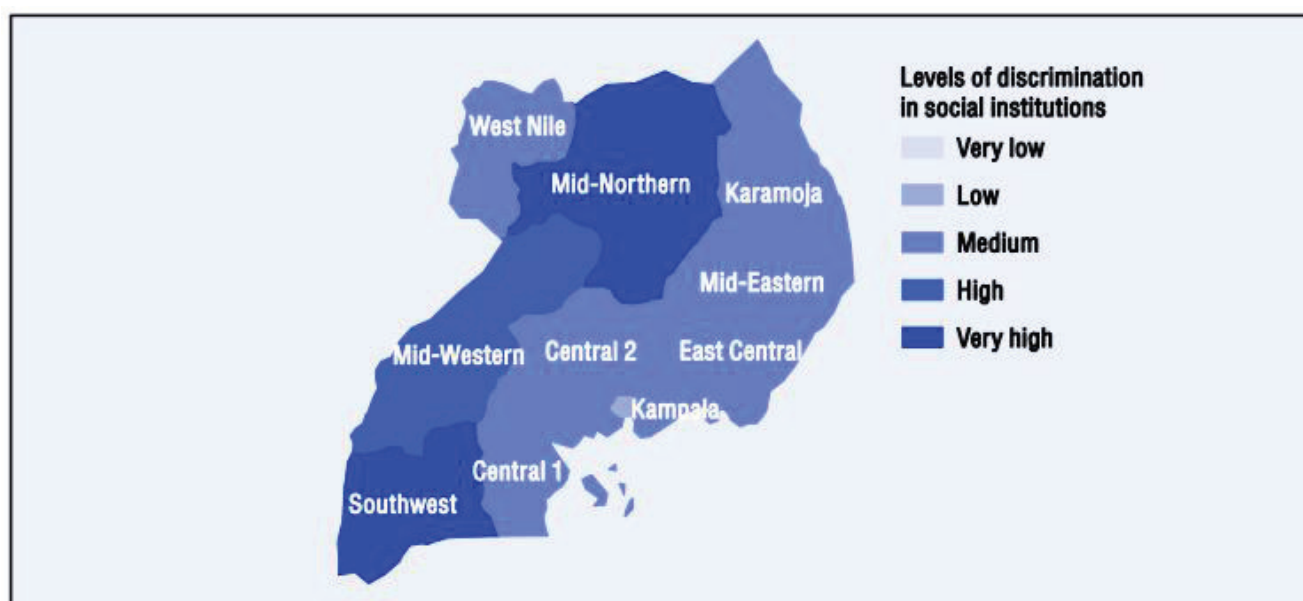 Levels of discrimination
in social institutions
Very low
Low
Medium
High
Very high
West Nile
Mid-Northern
Karamoja
Mid-Eastern
Mid-Western
Central 2
East Central
Kampala
Central 1
Southwest